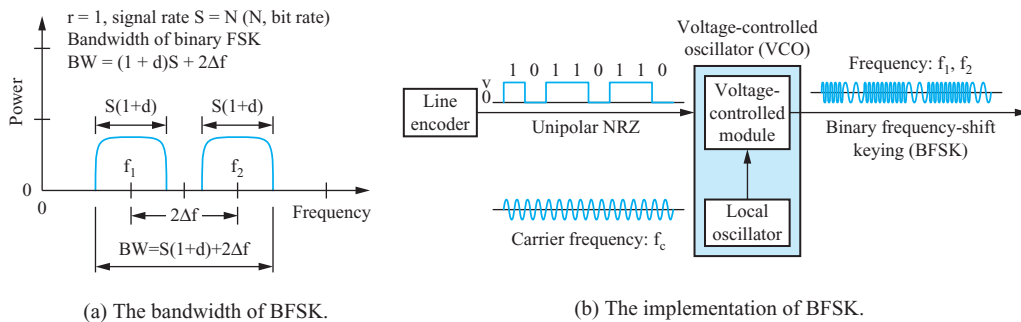 r = 1, signal rate S = N (N, bit rate)
Bandwidth of binary FSK
BW = (1 + d)S + 2Δf
Power
S(1+d)
S(1+d)
f₁
f₂
0
0
2Δf
Frequency
BW=S(1+d)+2Δf
(a) The bandwidth of BFSK.
Voltage-controlled
oscillator (VCO)
1 0 1 1 0 1 1 0
v
0
Line
encoder
Unipolar NRZ
Voltage-
controlled
module
Frequency: f₁, f₂
Binary frequency-shift
keying (BFSK)
Carrier frequency: f꜀
Local
oscillator
(b) The implementation of BFSK.